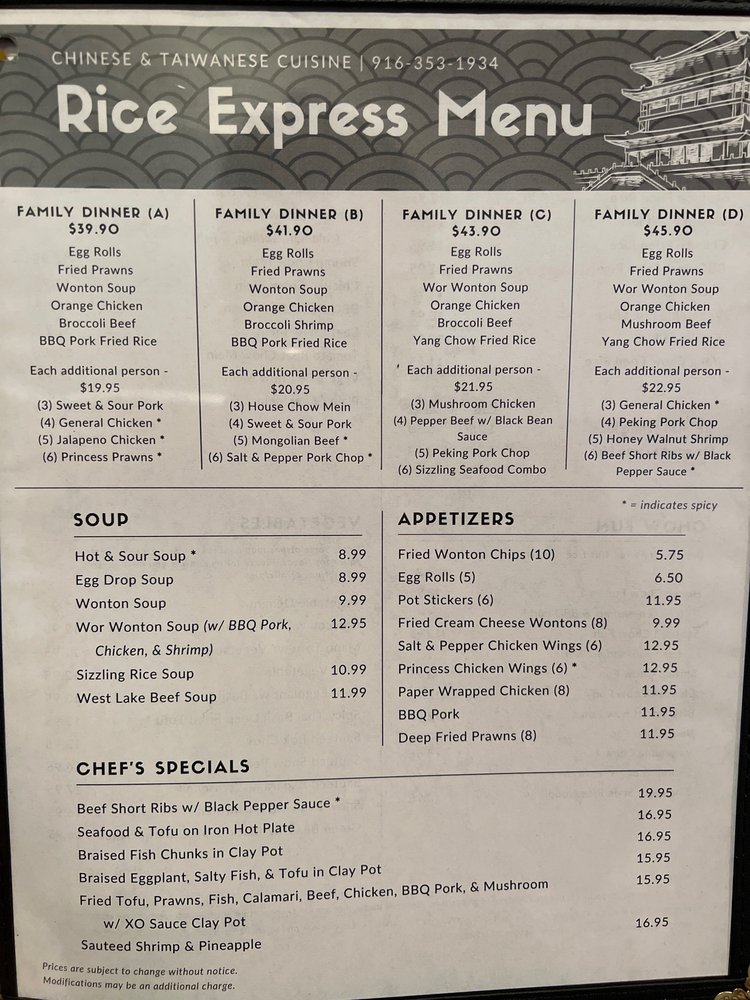 CHINESE & TAIWANESE CUISINE | 916-353-1934
Rice Express Menu
FAMILY DINNER (A)
$39.90
Egg Rolls
Fried Prawns
Wonton Soup
Orange Chicken
Broccoli Beef
BBQ Pork Fried Rice
Each additional person -
$19.95
(3) Sweet & Sour Pork
(4) General Chicken *
(5) Jalapeno Chicken *
(6) Princess Prawns *
FAMILY DINNER (B)
$41.90
Egg Rolls
Fried Prawns
Wonton Soup
Orange Chicken
Broccoli Shrimp
BBQ Pork Fried Rice
Each additional person -
$20.95
(3) House Chow Mein
(4) Sweet & Sour Pork
(5) Mongolian Beef *
(6) Salt & Pepper Pork Chop *
FAMILY DINNER (C)
$43.90
Egg Rolls
Fried Prawns
Wor Wonton Soup
Orange Chicken
Broccoli Beef
Yang Chow Fried Rice
Each additional person -
$21.95
(3) Mushroom Chicken
(4) Pepper Beef w/ Black Bean
Sauce
(5) Peking Pork Chop
(6) Sizzling Seafood Combo
FAMILY DINNER (D)
$45.90
Egg Rolls
Fried Prawns
Wor Wonton Soup
Orange Chicken
Mushroom Beef
Yang Chow Fried Rice
Each additional person -
$22.95
(3) General Chicken *
(4) Peking Pork Chop
(5) Honey Walnut Shrimp
(6) Beef Short Ribs w/ Black
Pepper Sauce *
* = indicates spicy
SOUP
Hot & Sour Soup * 8.99
Egg Drop Soup 8.99
Wonton Soup 9.99
Wor Wonton Soup (w/ BBQ Pork, 12.95
Chicken, & Shrimp)
Sizzling Rice Soup 10.99
West Lake Beef Soup 11.99
APPETIZERS
Fried Wonton Chips (10) 5.75
Egg Rolls (5) 6.50
Pot Stickers (6) 11.95
Fried Cream Cheese Wontons (8) 9.99
Salt & Pepper Chicken Wings (6) 12.95
Princess Chicken Wings (6) * 12.95
Paper Wrapped Chicken (8) 11.95
BBQ Pork 11.95
Deep Fried Prawns (8) 11.95
CHEF'S SPECIALS
Beef Short Ribs w/ Black Pepper Sauce * 19.95
Seafood & Tofu on Iron Hot Plate 16.95
Braised Fish Chunks in Clay Pot 16.95
Braised Eggplant, Salty Fish, & Tofu in Clay Pot 15.95
Fried Tofu, Prawns, Fish, Calamari, Beef, Chicken, BBQ Pork, & Mushroom 15.95
w/ XO Sauce Clay Pot
Sauteed Shrimp & Pineapple 16.95
Prices are subject to change without notice.
Modifications may be an additional charge.